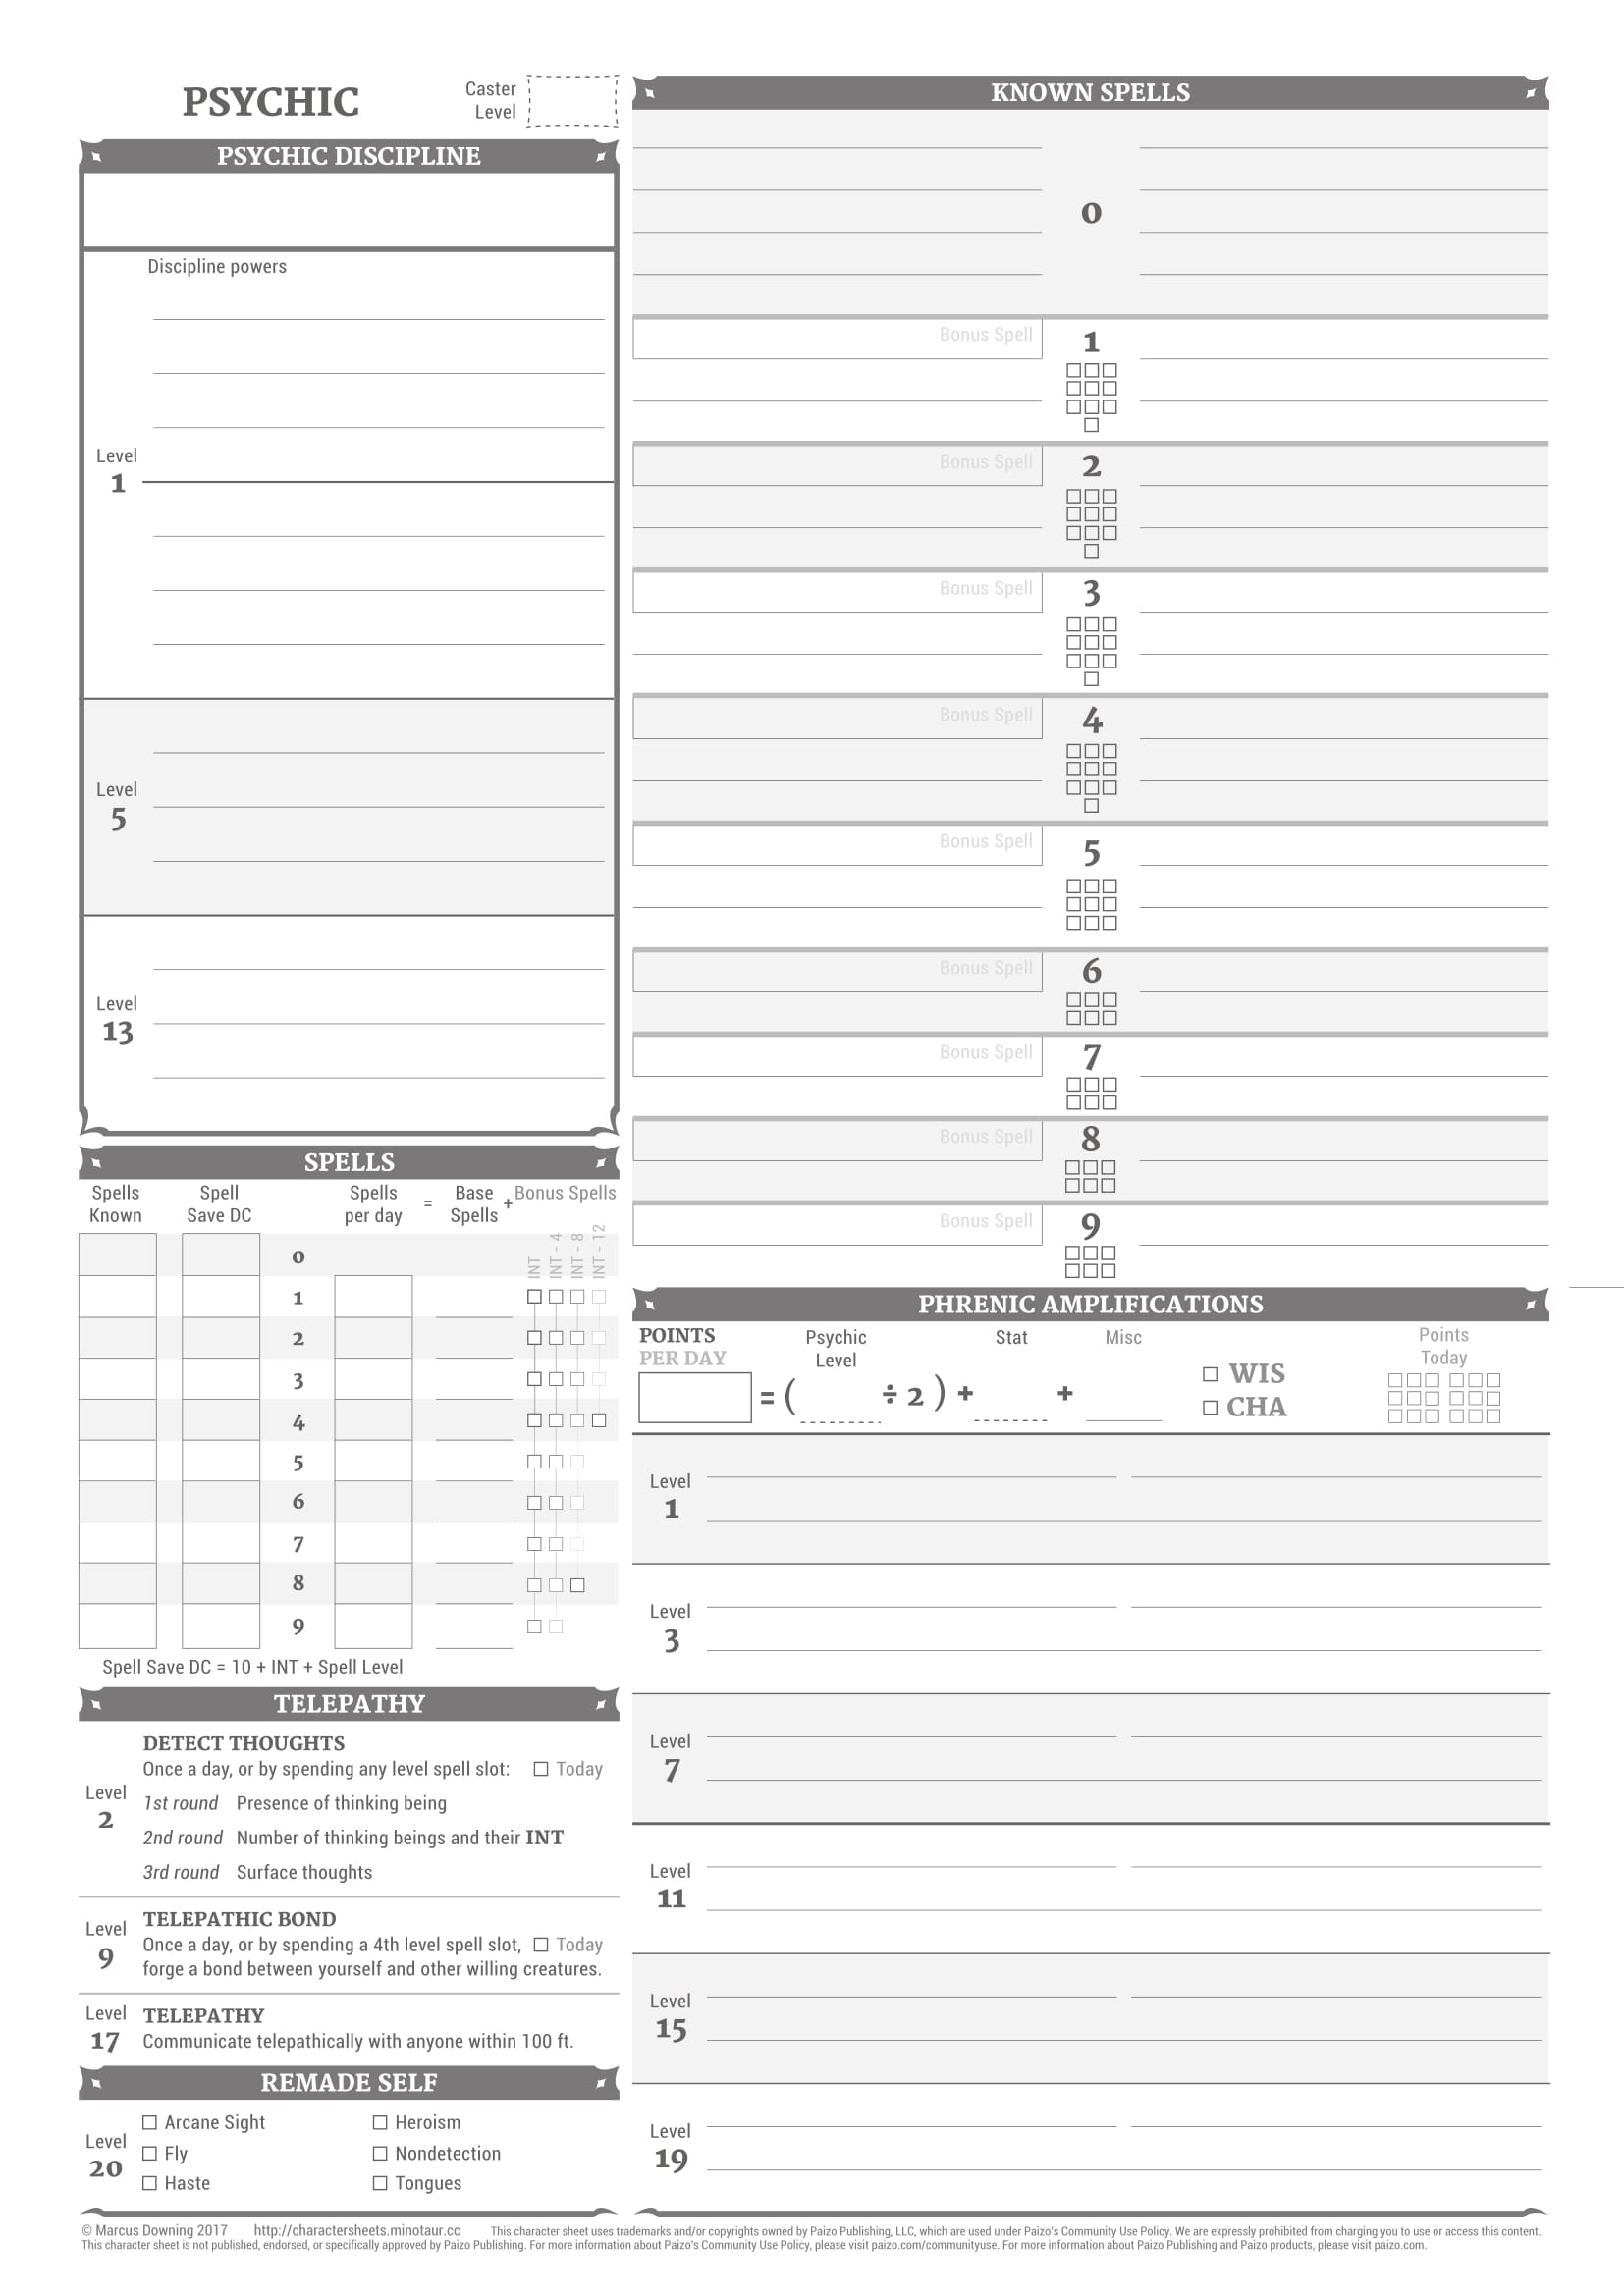 PSYCHIC
Caster
Level
PSYCHIC DISCIPLINE
Discipline powers
Level
1
Level
5
Level
13
SPELLS
Spells
Known
Spell
Save DC
Spells
per day
=
Base
Spells
+
Bonus Spells
INT
INT - 4
INT - 8
INT - 12
0
1
2
3
4
5
6
7
8
9
Spell Save DC = 10 + INT + Spell Level
TELEPATHY
Level
2
DETECT THOUGHTS
Once a day, or by spending any level spell slot: Today
1st round Presence of thinking being
2nd round Number of thinking beings and their INT
3rd round Surface thoughts
Level
9
TELEPATHIC BOND
Once a day, or by spending a 4th level spell slot, Today
forge a bond between yourself and other willing creatures.
Level
17
TELEPATHY
Communicate telepathically with anyone within 100 ft.
REMADE SELF
Level
20
Arcane Sight
Fly
Haste
Heroism
Nondetection
Tongues
KNOWN SPELLS
0
Bonus Spell 1
Bonus Spell 2
Bonus Spell 3
Bonus Spell 4
Bonus Spell 5
Bonus Spell 6
Bonus Spell 7
Bonus Spell 8
Bonus Spell 9
PHRENIC AMPLIFICATIONS
POINTS
PER DAY
Psychic
Level
Stat
Misc
= ( ÷ 2 ) + +
WIS
CHA
Points
Today
Level
1
Level
3
Level
7
Level
11
Level
15
Level
19
© Marcus Downing 2017 http://charactersheets.minotaur.cc This character sheet uses trademarks and/or copyrights owned by Paizo Publishing, LLC, which are used under Paizo's Community Use Policy. We are expressly prohibited from charging you to use or access this content.
This character sheet is not published, endorsed, or specifically approved by Paizo Publishing. For more information about Paizo's Community Use Policy, please visit paizo.com/communityuse. For more information about Paizo Publishing and Paizo products, please visit paizo.com.